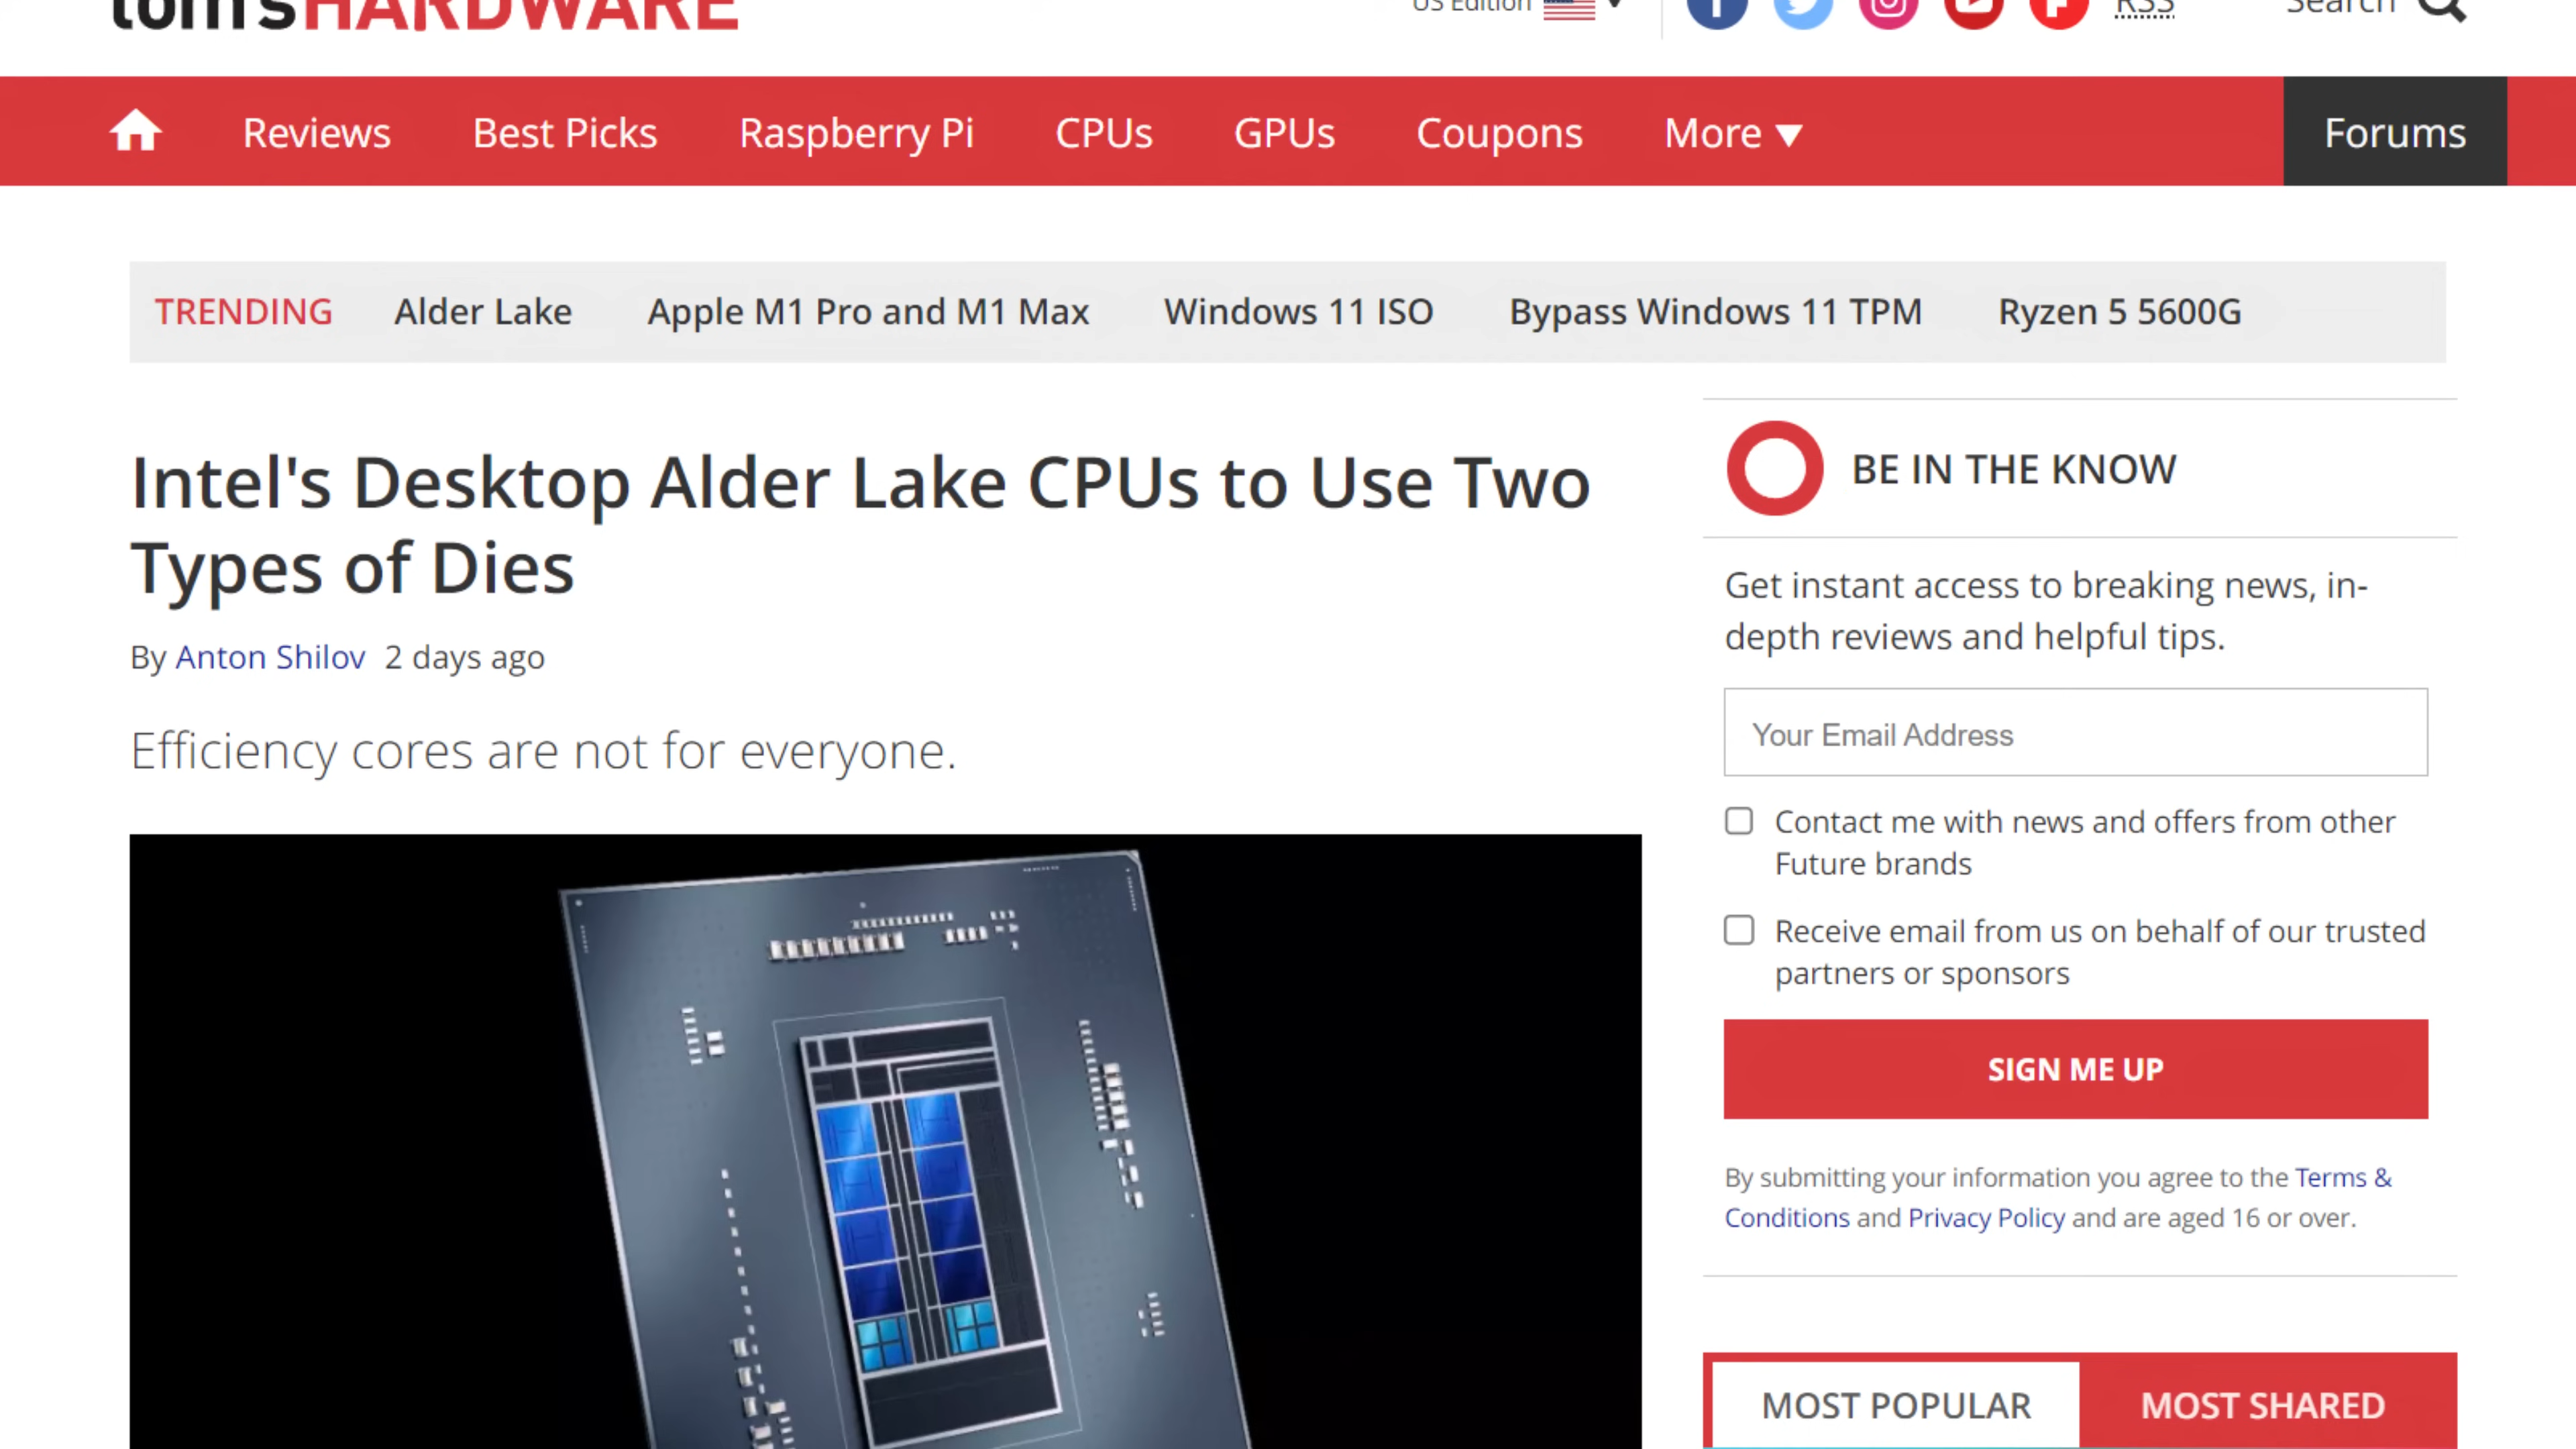 tom'sHARDWARE
US Edition
RSS
Search
Reviews
Best Picks
Raspberry Pi
CPUs
GPUs
Coupons
More
Forums
TRENDING
Alder Lake
Apple M1 Pro and M1 Max
Windows 11 ISO
Bypass Windows 11 TPM
Ryzen 5 5600G
Intel's Desktop Alder Lake CPUs to Use Two
Types of Dies
By Anton Shilov 2 days ago
Efficiency cores are not for everyone.
BE IN THE KNOW
Get instant access to breaking news, in-
depth reviews and helpful tips.
Your Email Address
Contact me with news and offers from other
Future brands
Receive email from us on behalf of our trusted
partners or sponsors
SIGN ME UP
By submitting your information you agree to the Terms &
Conditions and Privacy Policy and are aged 16 or over.
MOST POPULAR
MOST SHARED